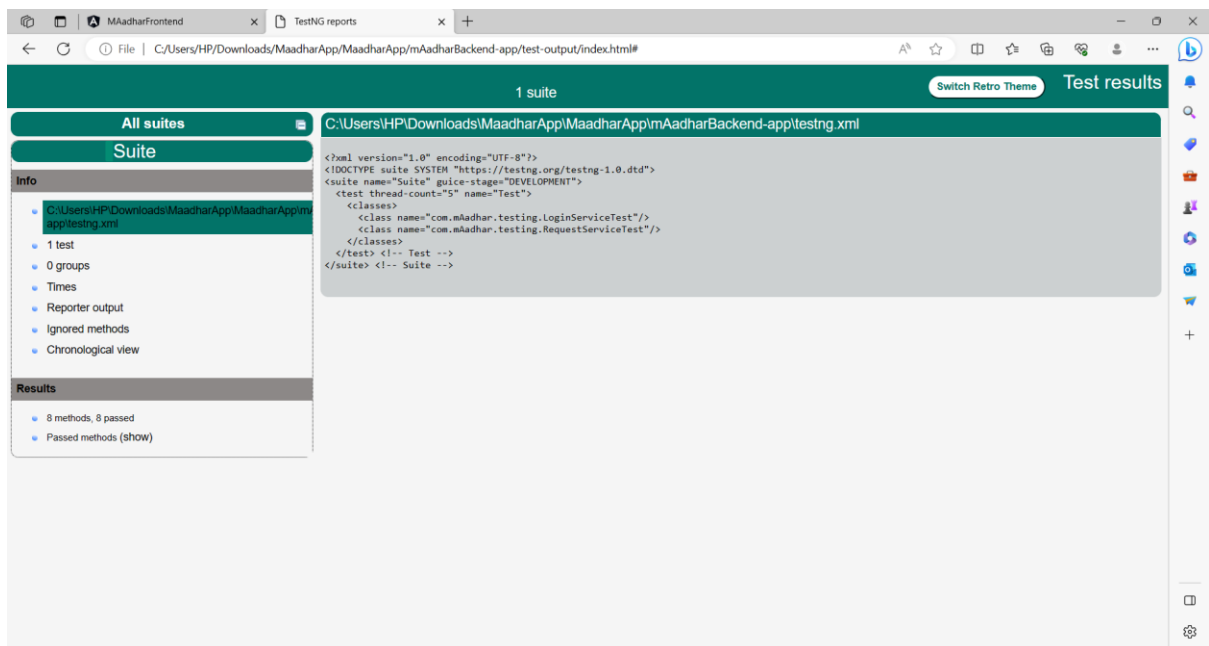 MAadharFrontend
TestNG reports
File | C:/Users/HP/Downloads/MaadharApp/MaadharApp/mAadharBackend-app/test-output/index.html#
1 suite
Switch Retro Theme
Test results
All suites
Suite
Info
C:\Users\HP\Downloads\MaadharApp\MaadharApp\m
app\testng.xml
1 test
0 groups
Times
Reporter output
Ignored methods
Chronological view
Results
8 methods, 8 passed
Passed methods (show)
C:\Users\HP\Downloads\MaadharApp\MaadharApp\mAadharBackend-app\testng.xml
<?xml version="1.0" encoding="UTF-8"?>
<!DOCTYPE suite SYSTEM "https://testng.org/testng-1.0.dtd">
<suite name="Suite" guice-stage="DEVELOPMENT">
<test thread-count="5" name="Test">
<classes>
<class name="com.mAdhar.testing.LoginServiceTest"/>
<class name="com.mAdhar.testing.RequestServiceTest"/>
</classes>
</test> <!-- Test -->
</suite> <!-- Suite -->